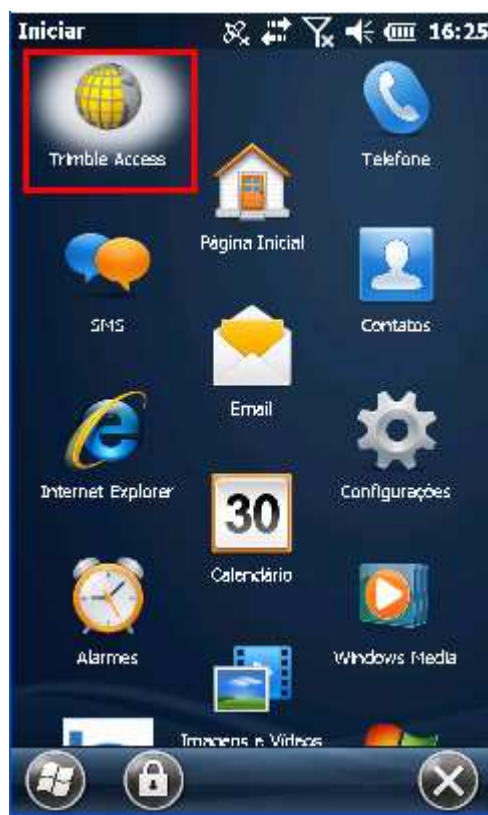 Iniciar 16:25
Trimble Access
Telefone
Página Inicial
SMS
Contatos
Email
Internet Explorer
Configurações
30
Calendário
Alarmes
Windows Media
Imagens e Vídeos